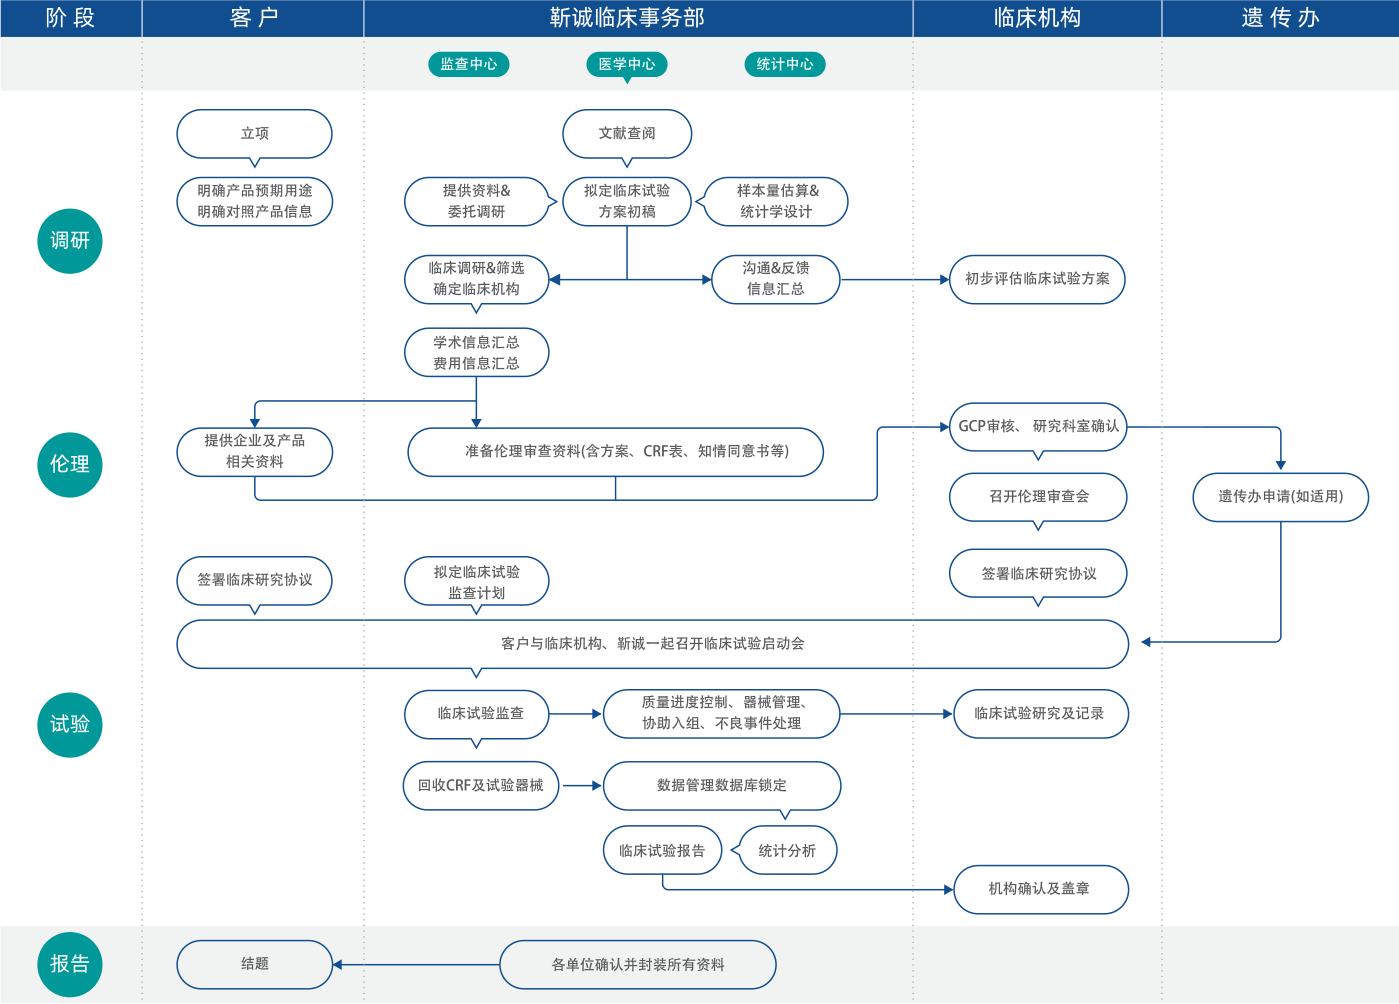 阶 段
客 户
靳诚临床事务部
临床机构
遗 传 办
监查中心
医学中心
统计中心
调研
立项
明确产品预期用途
明确对照产品信息
文献查阅
提供资料&
委托调研
拟定临床试验
方案初稿
样本量估算&
统计学设计
临床调研&筛选
确定临床机构
沟通&反馈
信息汇总
初步评估临床试验方案
学术信息汇总
费用信息汇总
伦理
提供企业及产品
相关资料
准备伦理审查资料(含方案、CRF表、知情同意书等)
GCP审核、 研究科室确认
召开伦理审查会
遗传办申请(如适用)
签署临床研究协议
拟定临床试验
监查计划
签署临床研究协议
客户与临床机构、靳诚一起召开临床试验启动会
试验
临床试验监查
质量进度控制、器械管理、
协助入组、不良事件处理
临床试验研究及记录
回收CRF及试验器械
数据管理数据库锁定
临床试验报告
统计分析
机构确认及盖章
报告
结题
各单位确认并封装所有资料